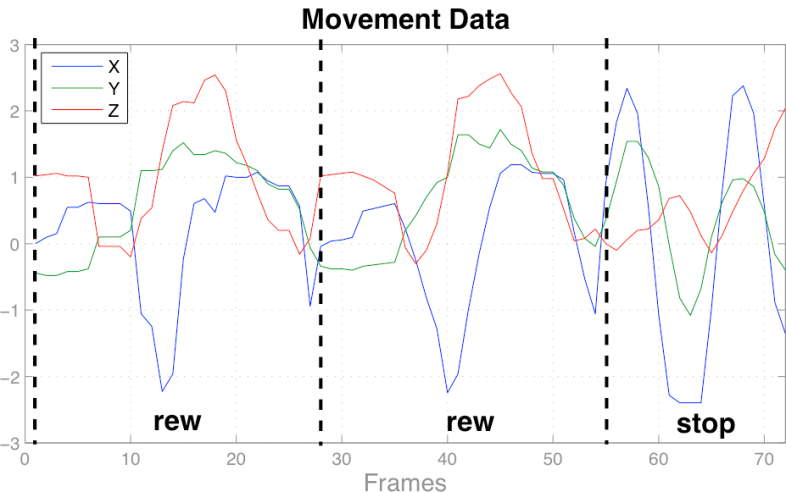 Movement Data
3
2
1
0
−1
−2
−3
X
Y
Z
rew
rew
stop
0 10 20 30 40 50 60 70
Frames